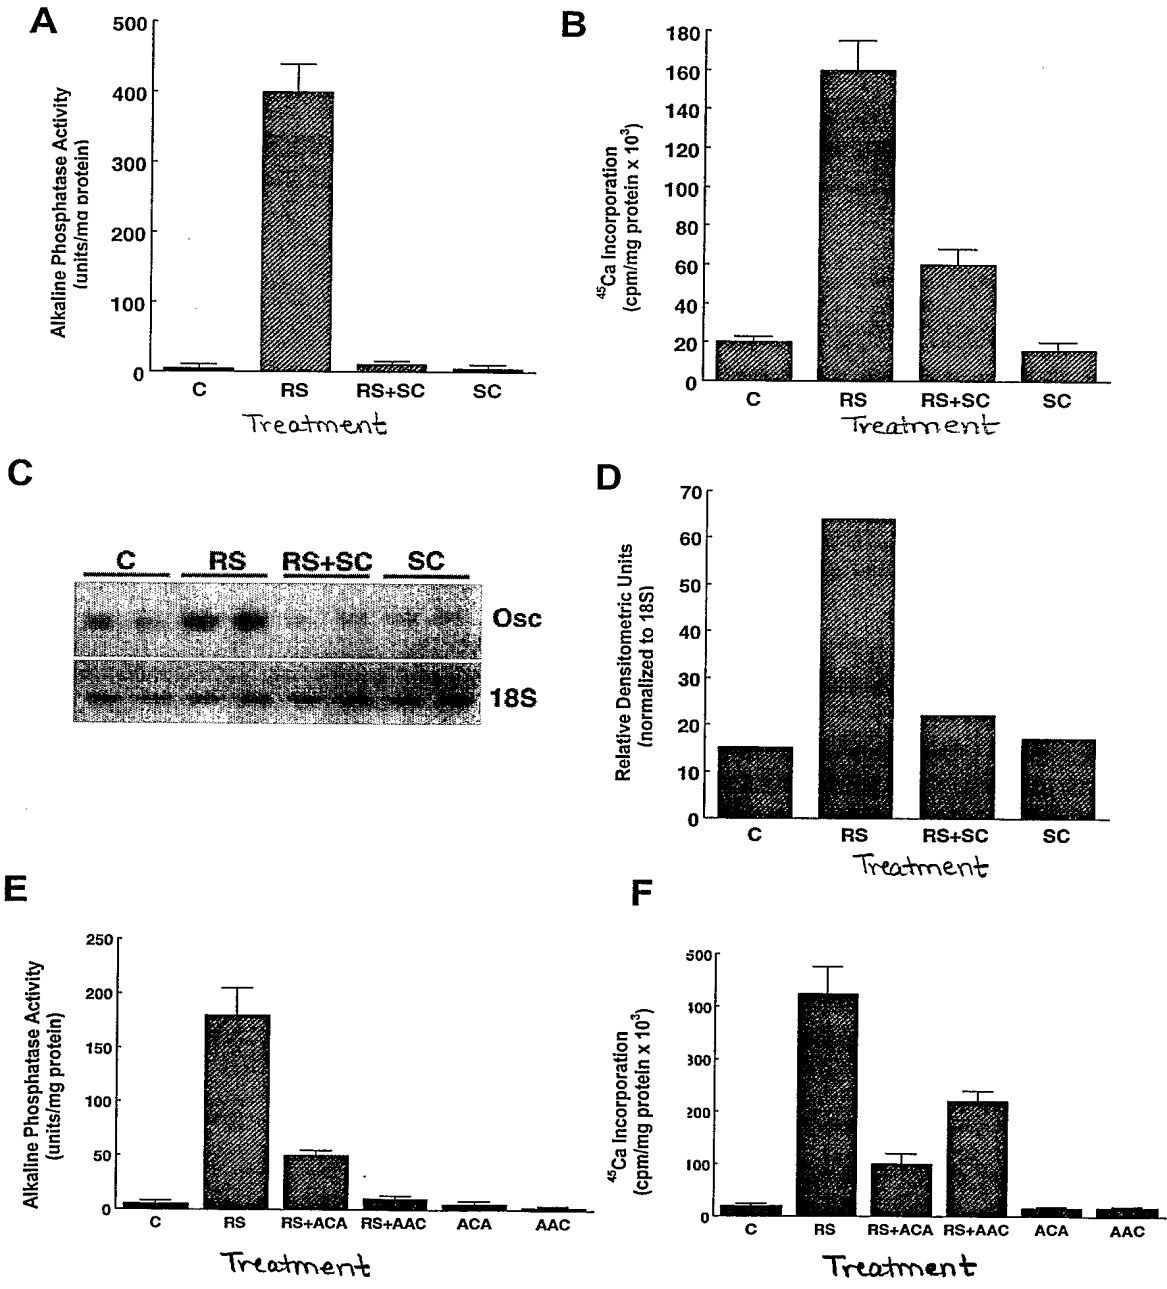 A
500
400
300
200
100
0
Alkaline Phosphatase Activity
(units/mg protein)
C RS RS+SC SC
Treatment
B
180
160
140
120
100
80
60
40
20
0
45Ca Incorporation
(cpm/mg protein x 10³)
C RS RS+SC SC
Treatment
C
C RS RS+SC SC
Osc
18S
D
70
60
50
40
30
20
10
0
Relative Densitometric Units
(normalized to 18S)
C RS RS+SC SC
Treatment
E
250
200
150
100
50
0
Alkaline Phosphatase Activity
(units/mg protein)
C RS RS+ACA RS+AAC ACA AAC
Treatment
F
500
400
300
200
100
0
45Ca Incorporation
(cpm/mg protein x 10³)
C RS RS+ACA RS+AAC ACA AAC
Treatment